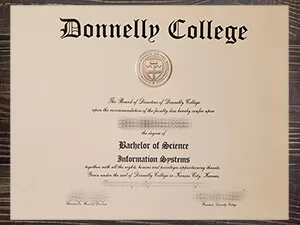 Donnelly College
The Board of Directors of Donnelly College
upon the recommendation of the faculty does hereby confer upon
the degree of
Bachelor of Science
Information Systems
together with all the rights, honors and privileges appertaining thereto
Given under the seal of Donnelly College in Kansas City, Kansas